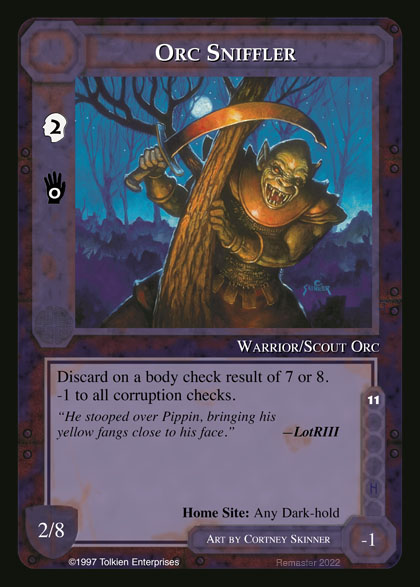 ORC SNIFFLER
2
WARRIOR/SCOUT ORC
Discard on a body check result of 7 or 8.
-1 to all corruption checks.
“He stooped over Pippin, bringing his
yellow fangs close to his face.” –LotRIII
11
H
Home Site: Any Dark-hold
2/8
ART BY CORTNEY SKINNER
-1
©1997 Tolkien Enterprises
Remaster 2022